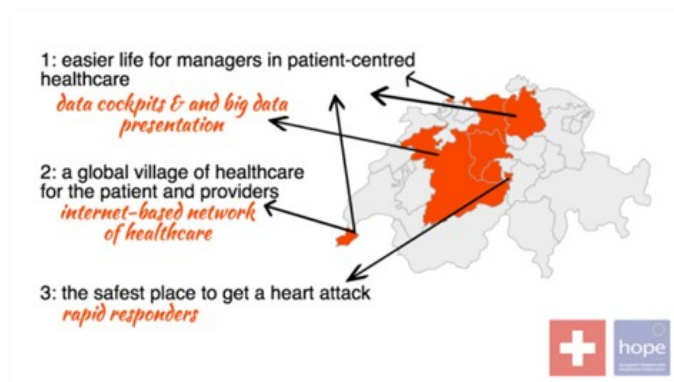 1: easier life for managers in patient-centred
healthcare
data cockpits & and big data
presentation
2: a global village of healthcare
for the patient and providers
internet-based network
of healthcare
3: the safest place to get a heart attack
rapid responders
hope